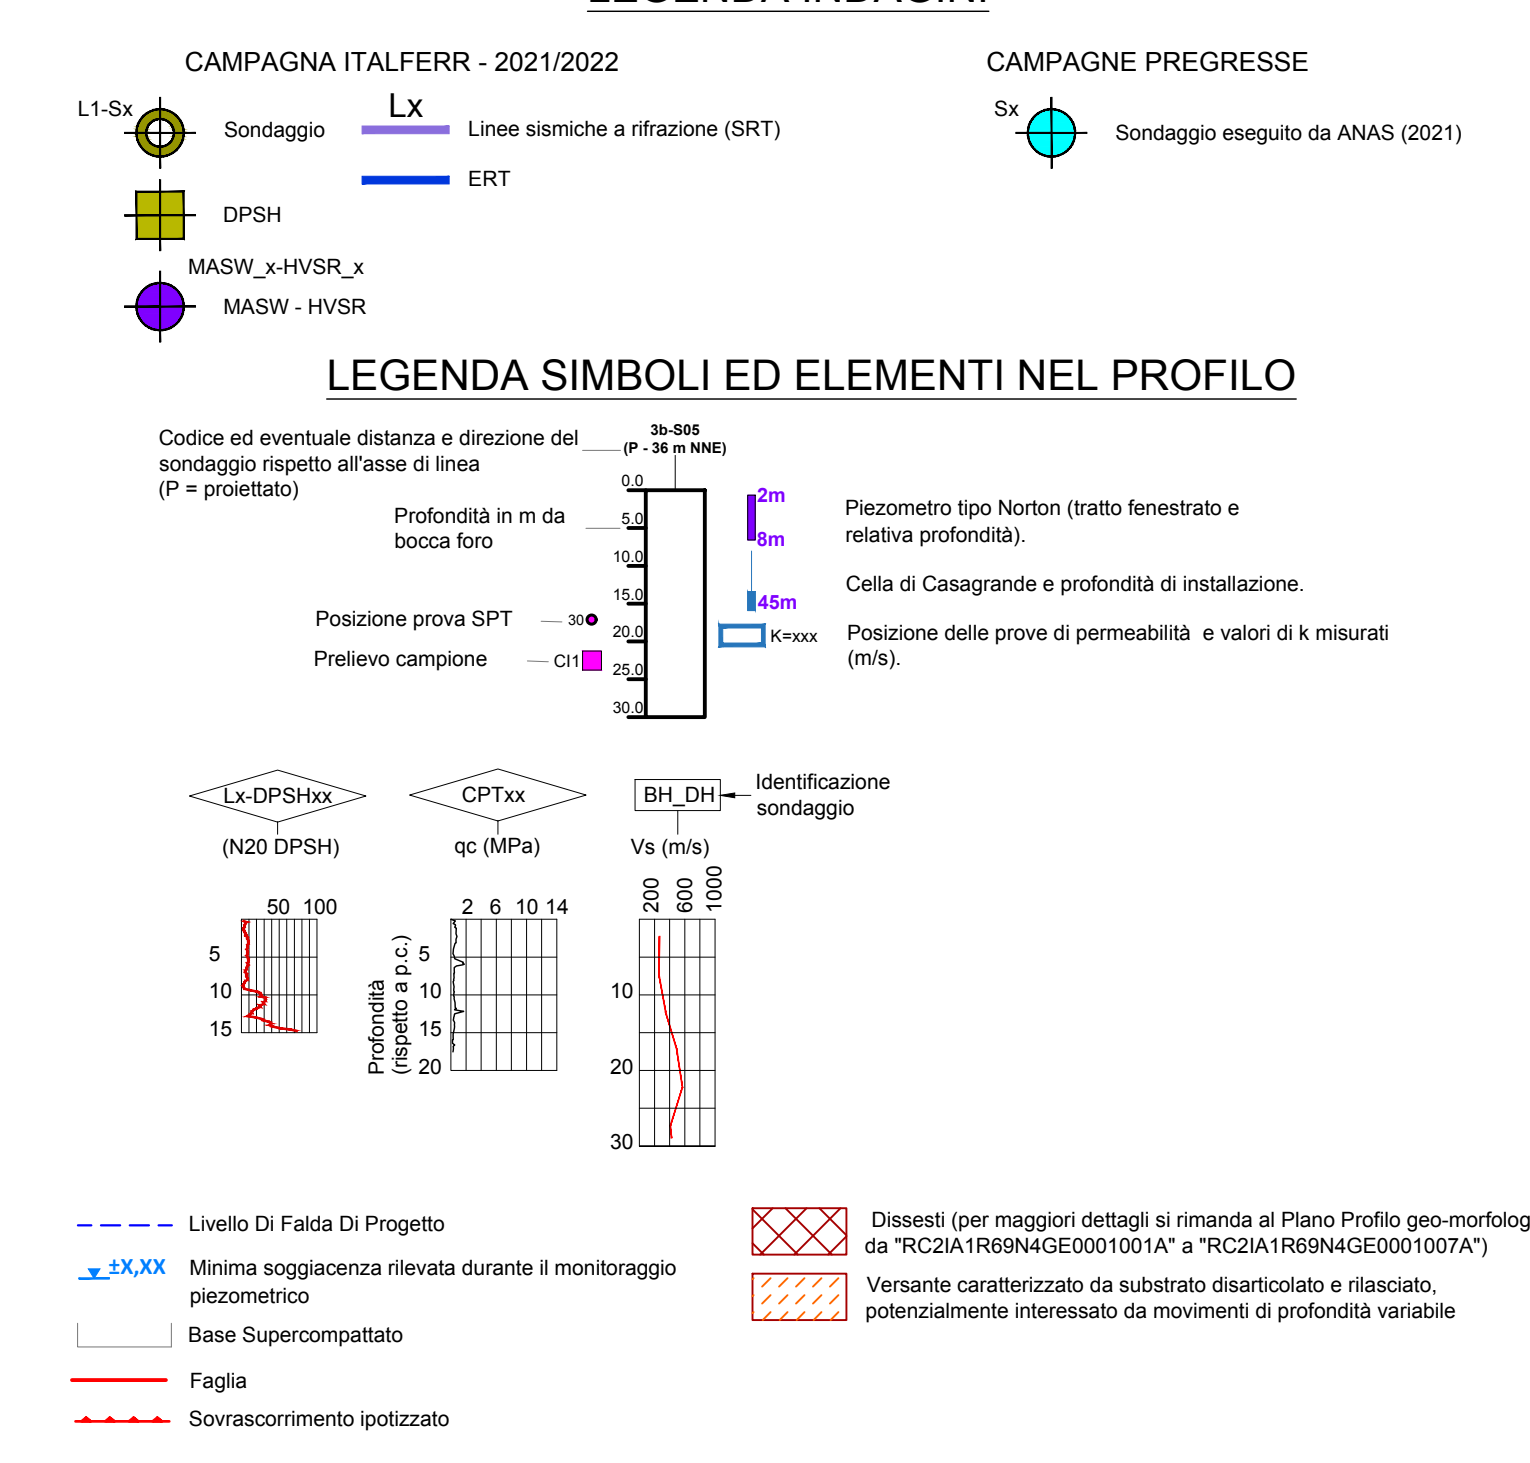 LEGENDA INDAGINI
CAMPAGNA ITALFERR - 2021/2022
CAMPAGNE PREGRESSE
L1-Sx
Sondaggio
Lx
Linee sismiche a rifrazione (SRT)
ERT
Sx
Sondaggio eseguito da ANAS (2021)
DPSH
MASW_x-HVSR_x
MASW - HVSR
LEGENDA SIMBOLI ED ELEMENTI NEL PROFILO
Codice ed eventuale distanza e direzione del
sondaggio rispetto all'asse di linea
(P = proiettato)
3b-S05
(P - 36 m NNE)
Profondità in m da
bocca foro
Posizione prova SPT
30
Prelievo campione
CI1
0.0
5.0
10.0
15.0
20.0
25.0
30.0
2m
8m
45m
K=xxx
Piezometro tipo Norton (tratto fenestrato e
relativa profondità).
Cella di Casagrande e profondità di installazione.
Posizione delle prove di permeabilità e valori di k misurati
(m/s).
Lx-DPSHxx
(N20 DPSH)
50 100
5
10
15
CPTxx
qc (MPa)
2 6 10 14
Profondità
(rispetto a p.c.)
5
10
15
20
BH_DH
Identificazione
sondaggio
Vs (m/s)
200
600
1000
10
20
30
Livello Di Falda Di Progetto
±X,XX
Minima soggiacenza rilevata durante il monitoraggio
piezometrico
Base Supercompattato
Faglia
Sovrascorrimento ipotizzato
Dissesti (per maggiori dettagli si rimanda al Plano Profilo geo-morfolog
da "RC2IA1R69N4GE0001001A" a "RC2IA1R69N4GE0001007A")
Versante caratterizzato da substrato disarticolato e rilasciato,
potenzialmente interessato da movimenti di profondità variabile